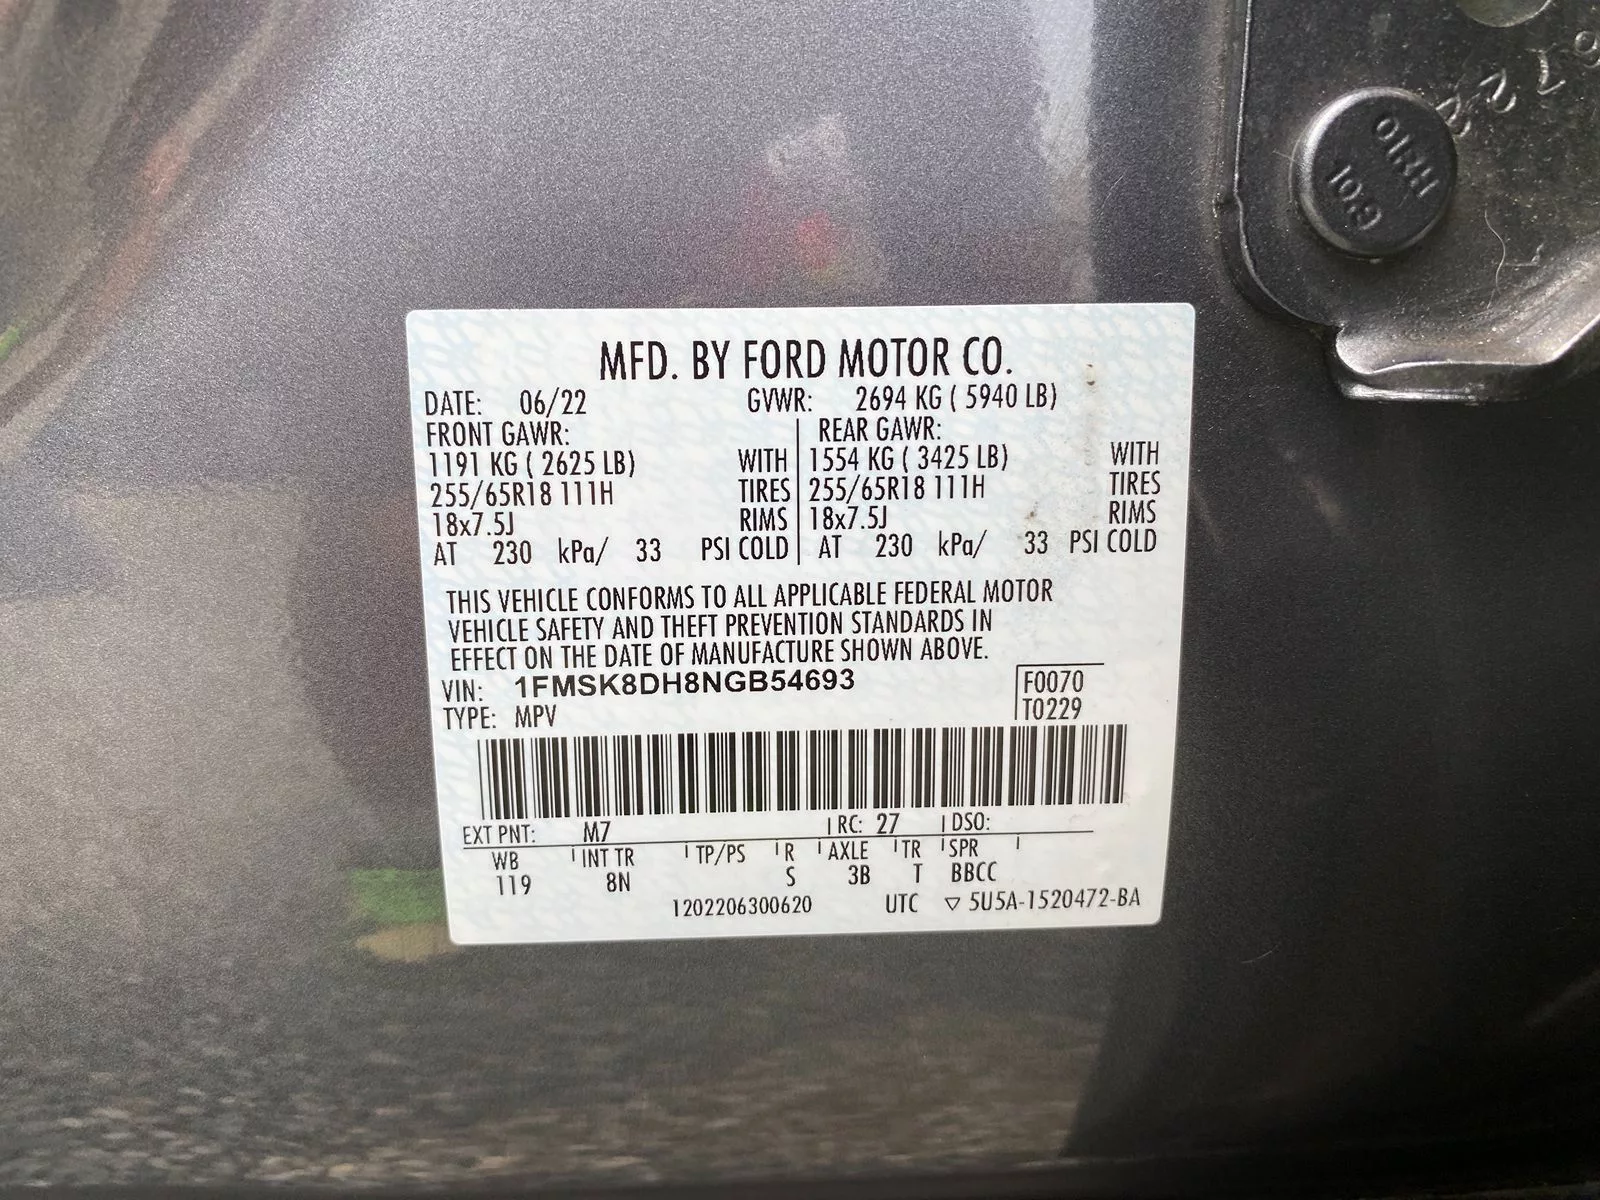 MFD. BY FORD MOTOR CO.
DATE: 06/22 GVWR: 2694 KG ( 5940 LB)
FRONT GAWR: REAR GAWR:
1191 KG ( 2625 LB) WITH 1554 KG ( 3425 LB) WITH
255/65R18 111H TIRES 255/65R18 111H TIRES
18x7.5J RIMS 18x7.5J RIMS
AT 230 kPa/ 33 PSI COLD AT 230 kPa/ 33 PSI COLD
THIS VEHICLE CONFORMS TO ALL APPLICABLE FEDERAL MOTOR
VEHICLE SAFETY AND THEFT PREVENTION STANDARDS IN
EFFECT ON THE DATE OF MANUFACTURE SHOWN ABOVE.
VIN: 1FMSK8DH8NGB54693 F0070
TYPE: MPV T0229
EXT PNT: M7 RC: 27 DSO:
WB INT TR TP/PS R AXLE TR SPR
119 8N S 3B T BBCC
1202206300620 UTC ▽ 5U5A-1520472-BA